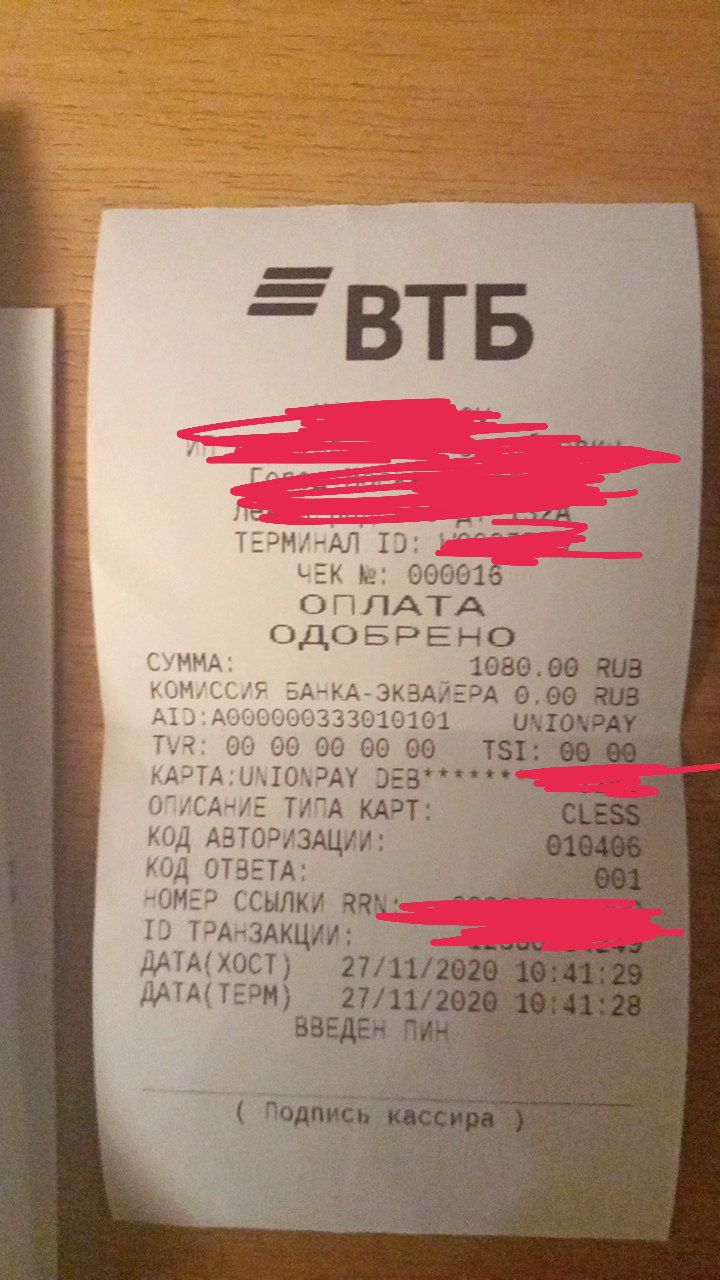 ВТБ
ИП
ТЕРМИНАЛ ID:
ЧЕК №: 000016
ОПЛАТА
ОДОБРЕНО
СУММА: 1080.00 RUB
КОМИССИЯ БАНКА-ЭКВАЙЕРА 0.00 RUB
AID:A000000333010101 UNIONPAY
TVR: 00 00 00 00 00 TSI: 00 00
КАРТА:UNIONPAY DEB******
ОПИСАНИЕ ТИПА КАРТ: CLESS
КОД АВТОРИЗАЦИИ: 010406
КОД ОТВЕТА: 001
НОМЕР ССЫЛКИ RRN:
ID ТРАНЗАКЦИИ:
ДАТА(ХОСТ) 27/11/2020 10:41:29
ДАТА(ТЕРМ) 27/11/2020 10:41:28
ВВЕДЕН ПИН
( Подпись кассира )